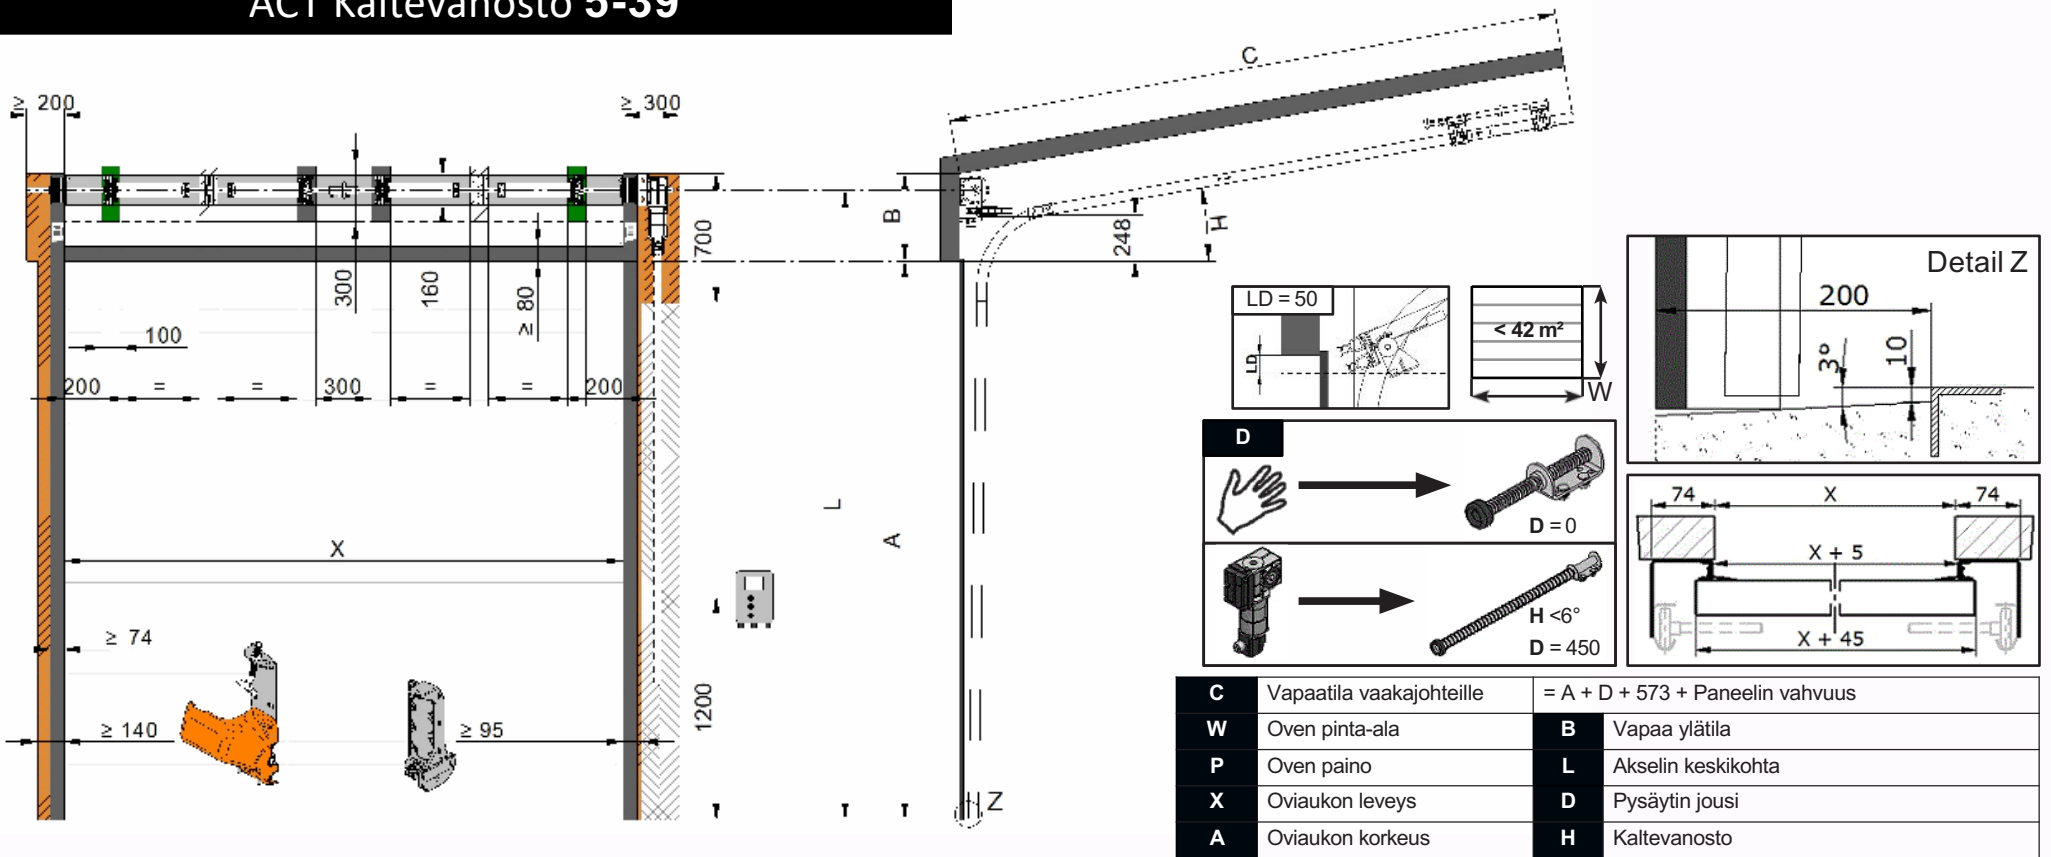 ACT Kaltevanosto 5-39
C
≥ 200
≥ 300
B
700
248
H
300
160
≥ 80
100
200 = = 300 = = 200
L
A
X
≥ 74
≥ 140
≥ 95
1200
Z
LD = 50
LD
< 42 m²
W
Detail Z
200
3°
10
D
D = 0
H <6°
D = 450
74 X 74
X + 5
X + 45
C Vapaatila vaakajohteille = A + D + 573 + Paneelin vahvuus
W Oven pinta-ala B Vapaa ylätila
P Oven paino L Akselin keskikohta
X Oviaukon leveys D Pysäytin jousi
A Oviaukon korkeus H Kaltevanosto